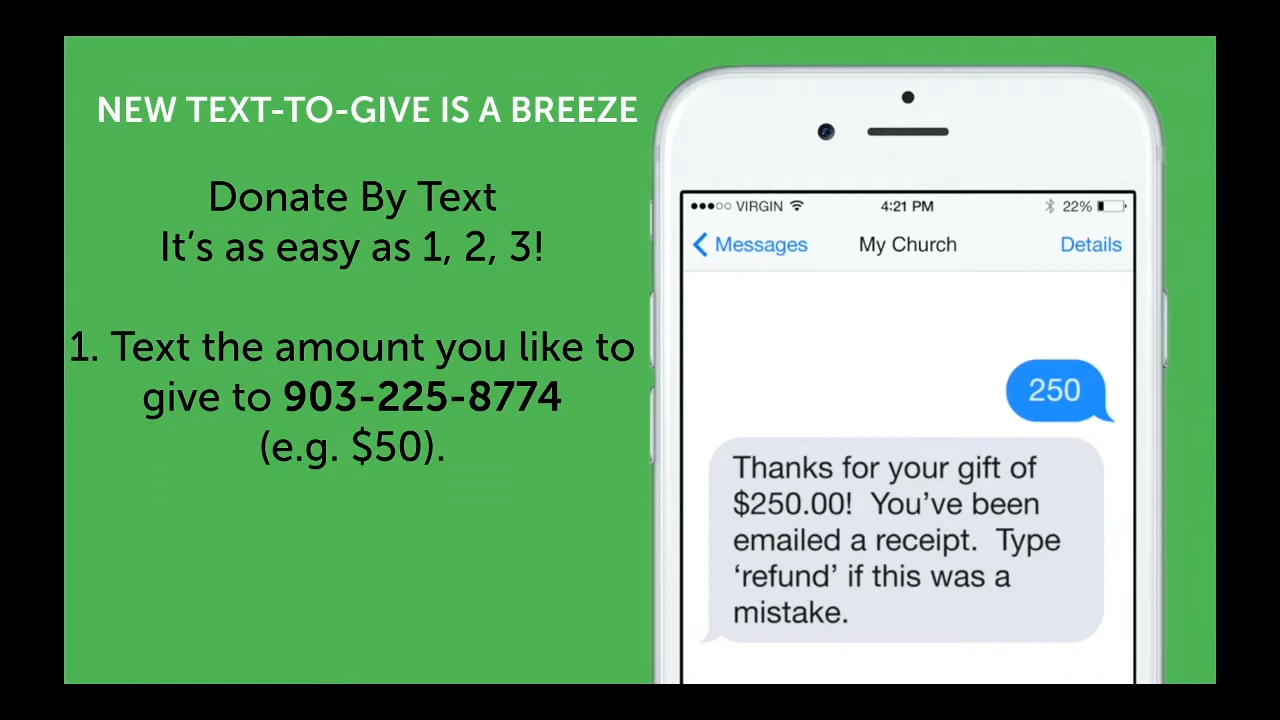 NEW TEXT-TO-GIVE IS A BREEZE
Donate By Text
It’s as easy as 1, 2, 3!
1. Text the amount you like to
give to 903-225-8774
(e.g. $50).
VIRGIN 4:21 PM 22%
Messages My Church Details
250
Thanks for your gift of
$250.00! You’ve been
emailed a receipt. Type
‘refund’ if this was a
mistake.